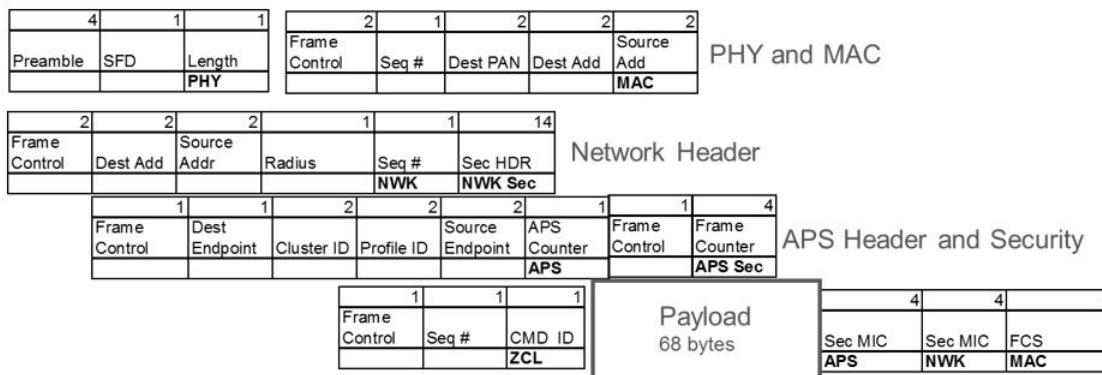 4 1 1
Preamble SFD Length
PHY
2 1 2 2 2
Frame Control Seq # Dest PAN Dest Add Source Add
MAC
PHY and MAC
2 2 2 1 1 14
Frame Control Dest Add Source Addr Radius Seq # Sec HDR
NWK NWK Sec
Network Header
1 1 2 2 2 1 1 4
Frame Control Dest Endpoint Cluster ID Profile ID Source Endpoint APS Counter Frame Control Frame Counter
APS APS Sec
APS Header and Security
1 1 1
Frame Control Seq # CMD ID
ZCL
Payload
68 bytes
4 4
Sec MIC Sec MIC FCS
APS NWK MAC